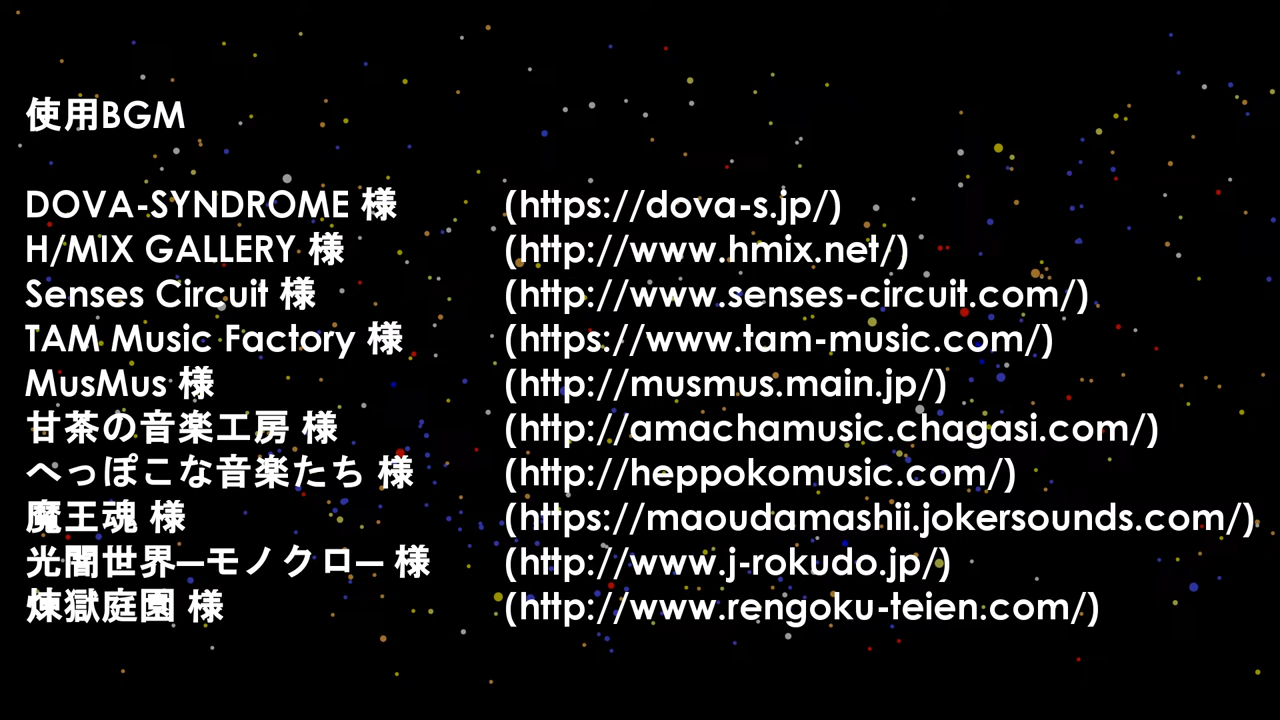 使用BGM
DOVA-SYNDROME 様 (https://dova-s.jp/)
H/MIX GALLERY 様 (http://www.hmix.net/)
Senses Circuit 様 (http://www.senses-circuit.com/)
TAM Music Factory 様 (https://www.tam-music.com/)
MusMus 様 (http://musmus.main.jp/)
甘茶の音楽工房 様 (http://amachamusic.chagasi.com/)
へっぽこな音楽たち 様 (http://heppokomusic.com/)
魔王魂 様 (https://maoudamashii.jokersounds.com/)
光闇世界—モノクロ— 様 (http://www.j-rokudo.jp/)
煉獄庭園 様 (http://www.rengoku-teien.com/)